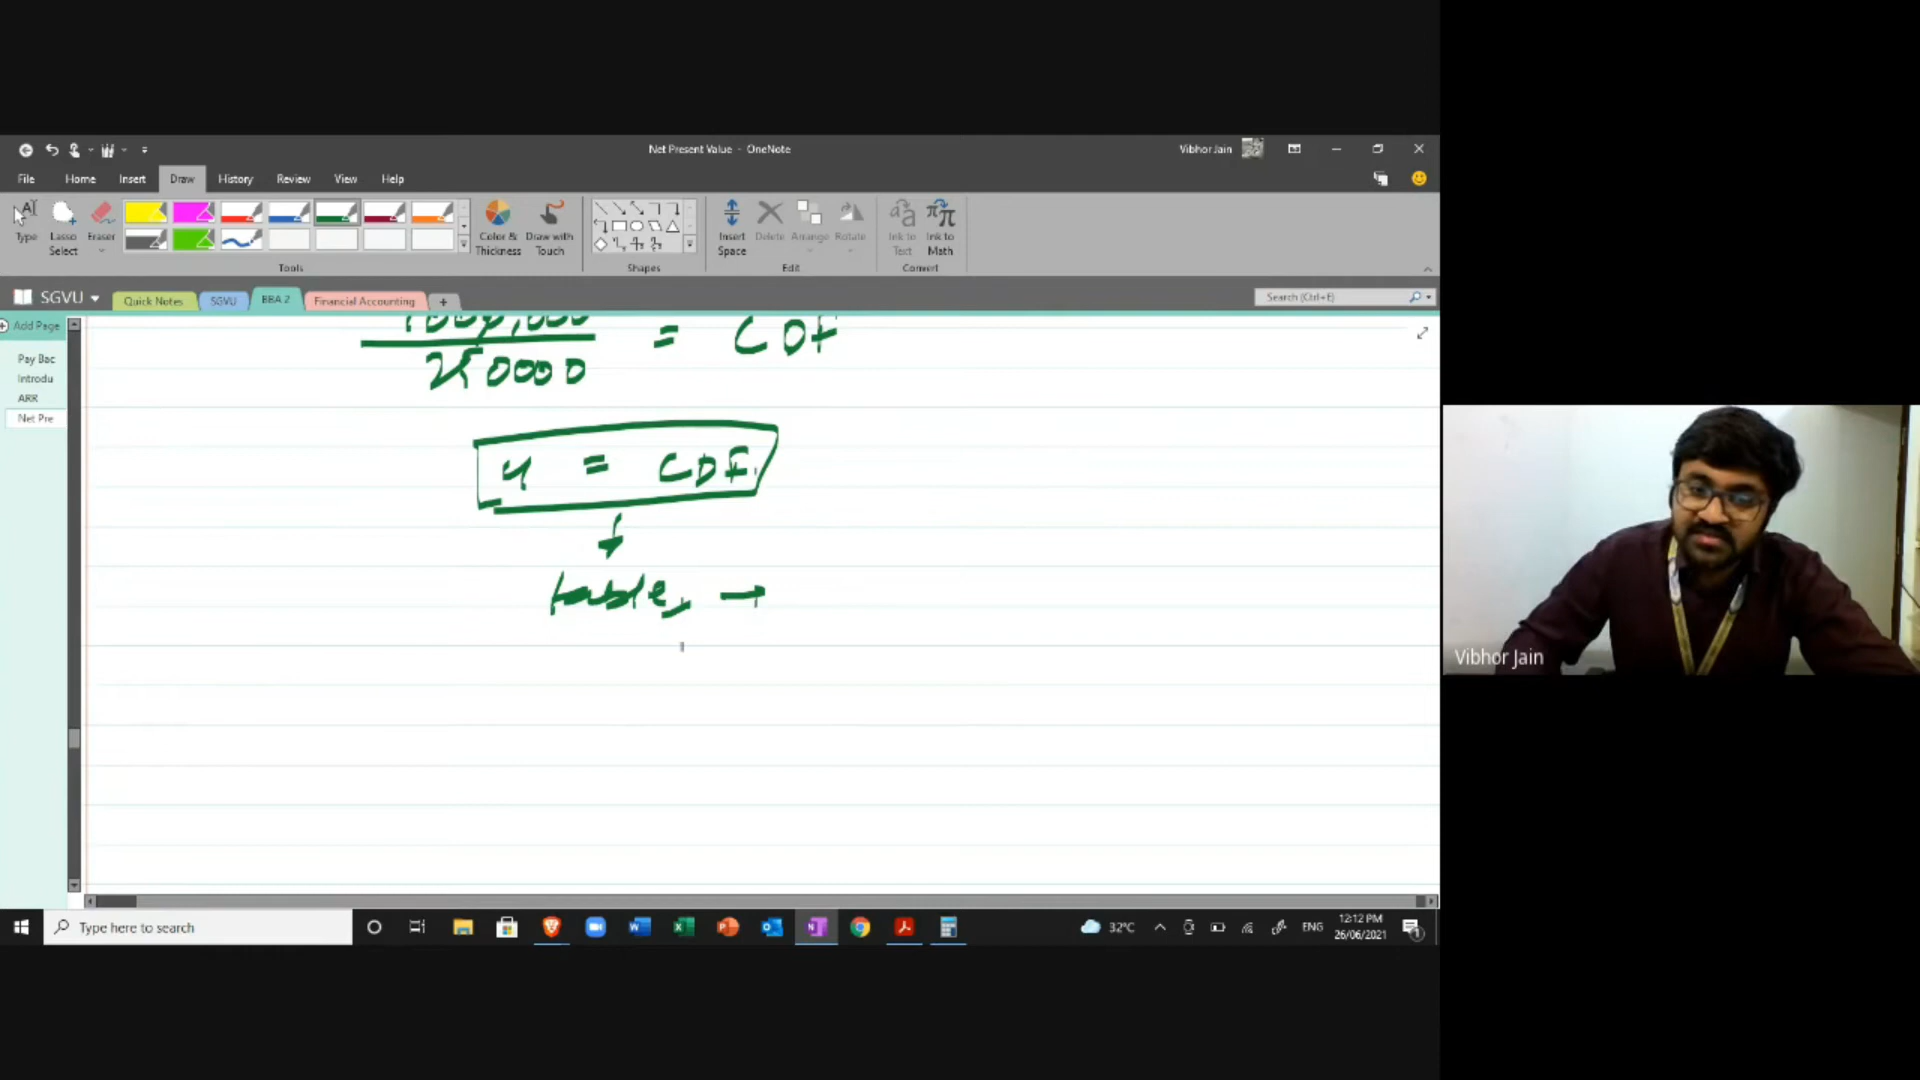 Net Present Value - OneNote
Vibhor Jain
File Home Insert Draw History Review View Help
Type
Lasso Select
Eraser
Color & Thickness
Draw with Touch
Insert Space
Delete
Arrange
Rotate
Ink to Text
Ink to Math
Tools
Shapes
Edit
Convert
SGVU
Quick Notes
SGVU
BBA 2
Financial Accounting
+
Search (Ctrl+E)
Add Page
Pay Bac
Introdu
ARR
Net Pre
1000,000
250000
= CDF
4 = CDF
table,
Vibhor Jain
Type here to search
32°C
ENG
12:12 PM
26/06/2021